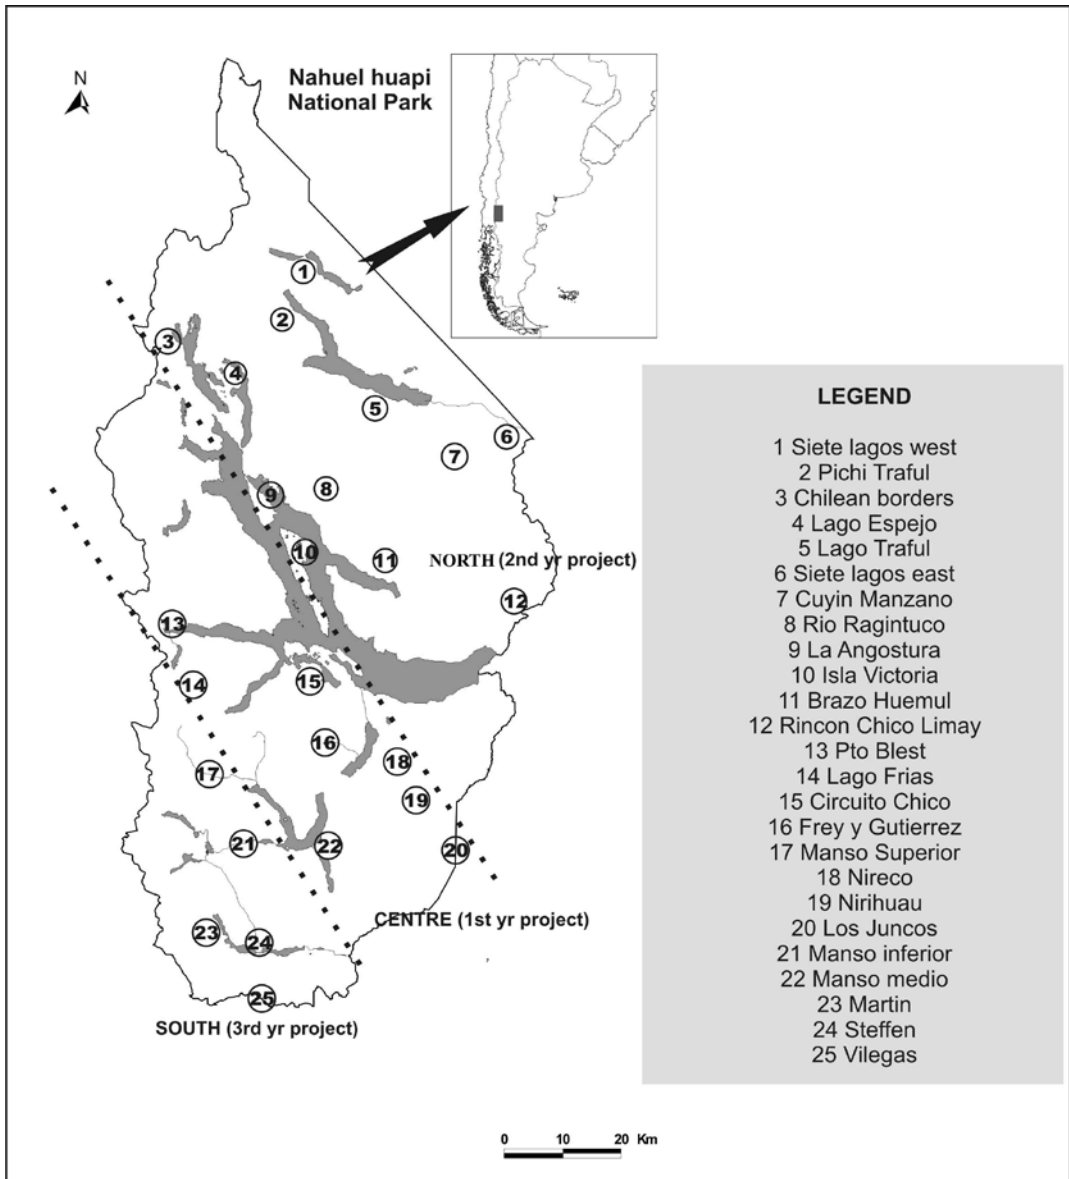 N
Nahuel huapi
National Park
1
2
3
4
5
6
7
8
9
10
11
NORTH (2nd yr project)
12
13
14
15
16
17
18
19
20
21
22
CENTRE (1st yr project)
23
24
25
SOUTH (3rd yr project)
LEGEND
1 Siete lagos west
2 Pichi Traful
3 Chilean borders
4 Lago Espejo
5 Lago Traful
6 Siete lagos east
7 Cuyin Manzano
8 Rio Ragintuco
9 La Angostura
10 Isla Victoria
11 Brazo Huemul
12 Rincon Chico Limay
13 Pto Blest
14 Lago Frias
15 Circuito Chico
16 Frey y Gutierrez
17 Manso Superior
18 Nireco
19 Nirihuau
20 Los Juncos
21 Manso inferior
22 Manso medio
23 Martin
24 Steffen
25 Vilegas
0 10 20 Km